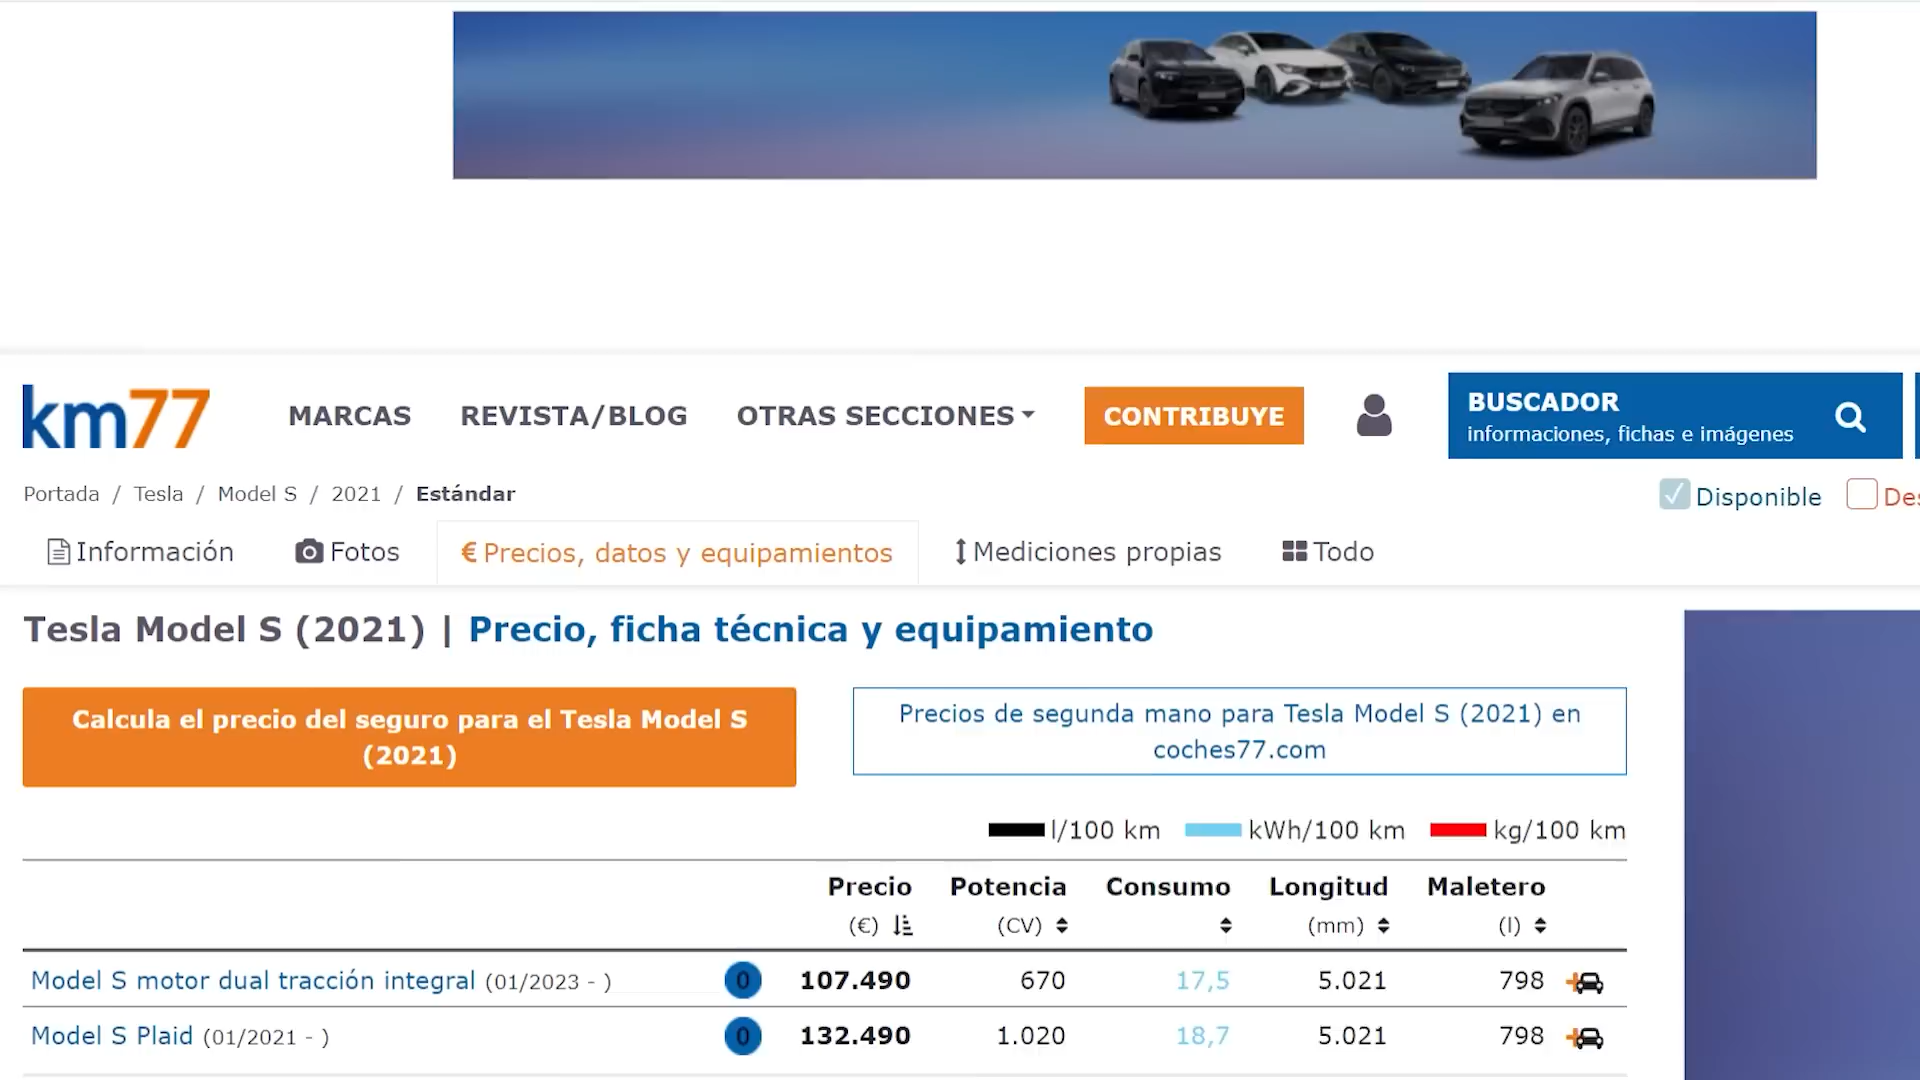 km77
MARCAS
REVISTA/BLOG
OTRAS SECCIONES
CONTRIBUYE
BUSCADOR
informaciones, fichas e imágenes
Portada / Tesla / Model S / 2021 / Estándar
Disponible
Información
Fotos
€ Precios, datos y equipamientos
Mediciones propias
Todo
Tesla Model S (2021) | Precio, ficha técnica y equipamiento
Calcula el precio del seguro para el Tesla Model S
(2021)
Precios de segunda mano para Tesla Model S (2021) en
coches77.com
l/100 km kWh/100 km kg/100 km
Precio Potencia Consumo Longitud Maletero
(€) (CV) (mm) (l)
Model S motor dual tracción integral (01/2023 - ) 0 107.490 670 17,5 5.021 798
Model S Plaid (01/2021 - ) 0 132.490 1.020 18,7 5.021 798